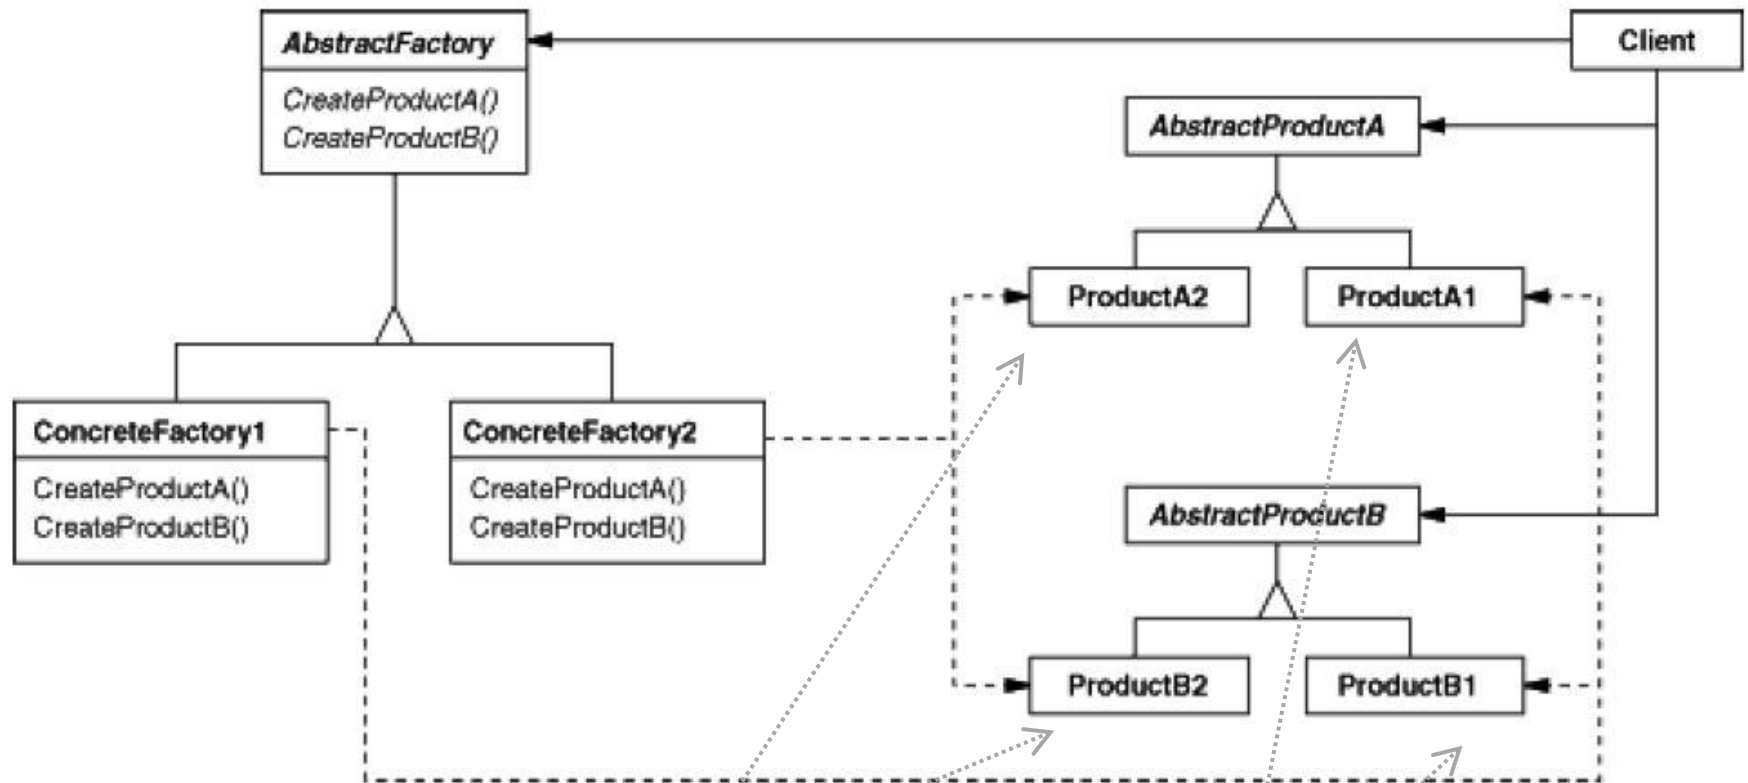 AbstractFactory
CreateProductA()
CreateProductB()
Client
AbstractProductA
ProductA2
ProductA1
ConcreteFactory1
CreateProductA()
CreateProductB()
ConcreteFactory2
CreateProductA()
CreateProductB()
AbstractProductB
ProductB2
ProductB1